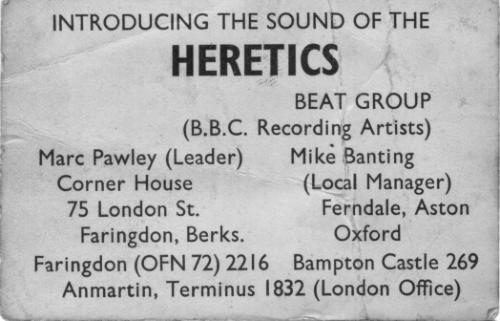 INTRODUCING THE SOUND OF THE
HERETICS
BEAT GROUP
(B.B.C. Recording Artists)
Marc Pawley (Leader) Mike Banting
Corner House (Local Manager)
75 London St. Ferndale, Aston
Faringdon, Berks. Oxford
Faringdon (OFN 72) 2216 Bampton Castle 269
Anmartin, Terminus 1832 (London Office)